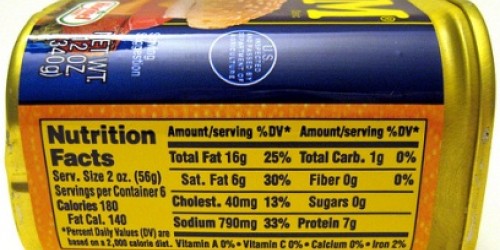 M
Hormel
NET WT.
12 OZ.
(340g)
U.S.
INSPECTED
AND PASSED BY
DEPARTMENT OF
AGRICULTURE
Nutrition
Facts
Serv. Size 2 oz. (56g)
Servings per Container 6
Calories 180
Fat Cal. 140
*Percent Daily Values (DV) are
based on a 2,000 calorie diet.
Amount/serving %DV* Amount/serving %DV*
Total Fat 16g 25% Total Carb. 1g 0%
Sat. Fat 6g 30% Fiber 0g 0%
Cholest. 40mg 13% Sugars 0g
Sodium 790mg 33% Protein 7g
Vitamin A 0% • Vitamin C 0% • Calcium 0% • Iron 2%